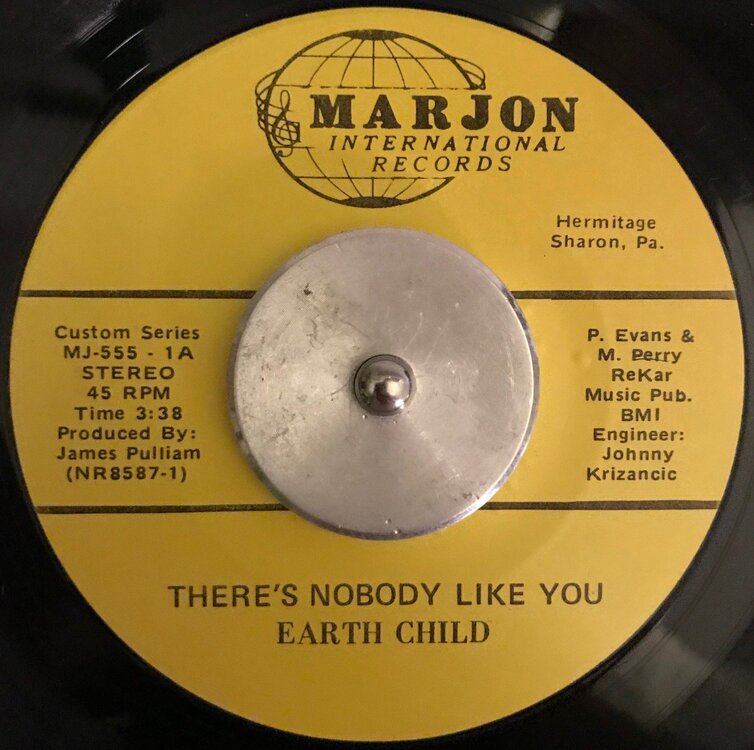 MARJON
INTERNATIONAL
RECORDS
Hermitage
Sharon, Pa.
Custom Series
MJ-555 - 1A
STEREO
45 RPM
Time 3:38
Produced By:
James Pulliam
(NR8587-1)
P. Evans &
M. Perry
ReKar
Music Pub.
BMI
Engineer:
Johnny
Krizancic
THERE'S NOBODY LIKE YOU
EARTH CHILD